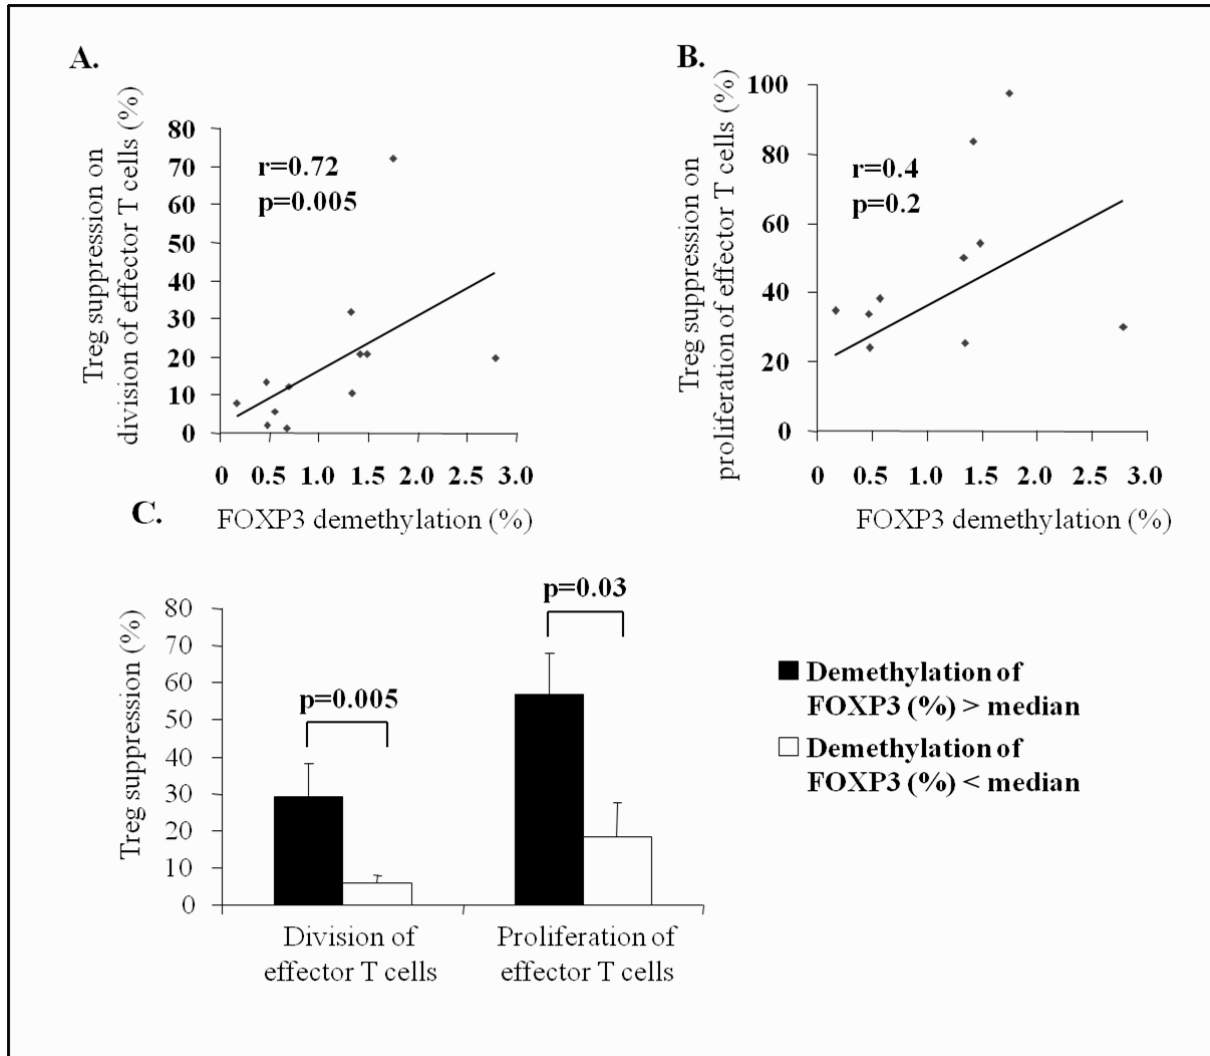 A.
Treg suppression on
division of effector T cells (%)
80
70
60
50
40
30
20
10
0
r=0.72
p=0.005
0 0.5 1.0 1.5 2.0 2.5 3.0
FOXP3 demethylation (%)
B.
Treg suppression on
proliferation of effector T cells (%)
100
80
60
40
20
0
r=0.4
p=0.2
0 0.5 1.0 1.5 2.0 2.5 3.0
FOXP3 demethylation (%)
C.
Treg suppression (%)
80
70
60
50
40
30
20
10
0
p=0.005
p=0.03
Division of
effector T cells
Proliferation of
effector T cells
Demethylation of
FOXP3 (%) > median
Demethylation of
FOXP3 (%) < median